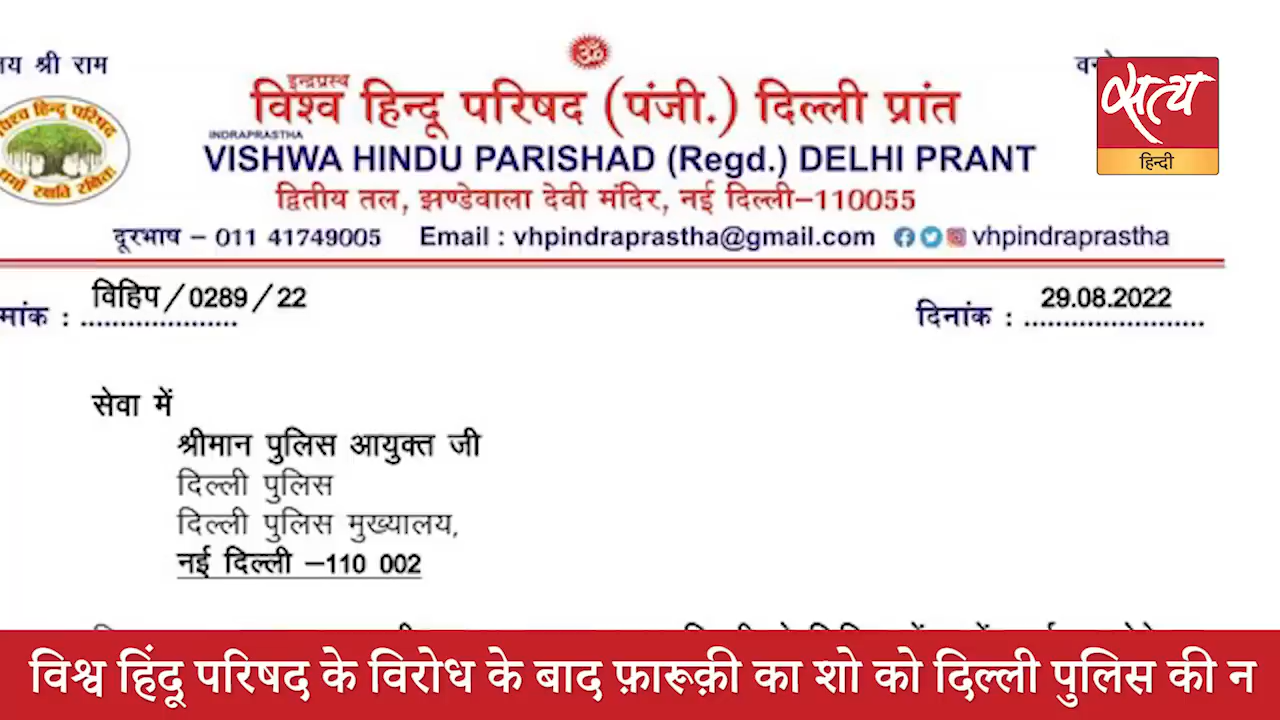 ॐ
य श्री राम
सत्य
हिन्दी
इन्द्रप्रस्थ
विश्व हिन्दू परिषद (पंजी.) दिल्ली प्रांत
INDRAPRASTHA
VISHWA HINDU PARISHAD (Regd.) DELHI PRANT
द्वितीय तल, झण्डेवाला देवी मंदिर, नई दिल्ली–110055
दूरभाष – 011 41749005 Email : vhpindraprastha@gmail.com vhpindraprastha
मांक : विहिप/0289/22 दिनांक : 29.08.2022
सेवा में
श्रीमान पुलिस आयुक्त जी
दिल्ली पुलिस
दिल्ली पुलिस मुख्यालय,
नई दिल्ली –110 002
विश्व हिंदू परिषद के विरोध के बाद फ़ारूक़ी का शो को दिल्ली पुलिस की न